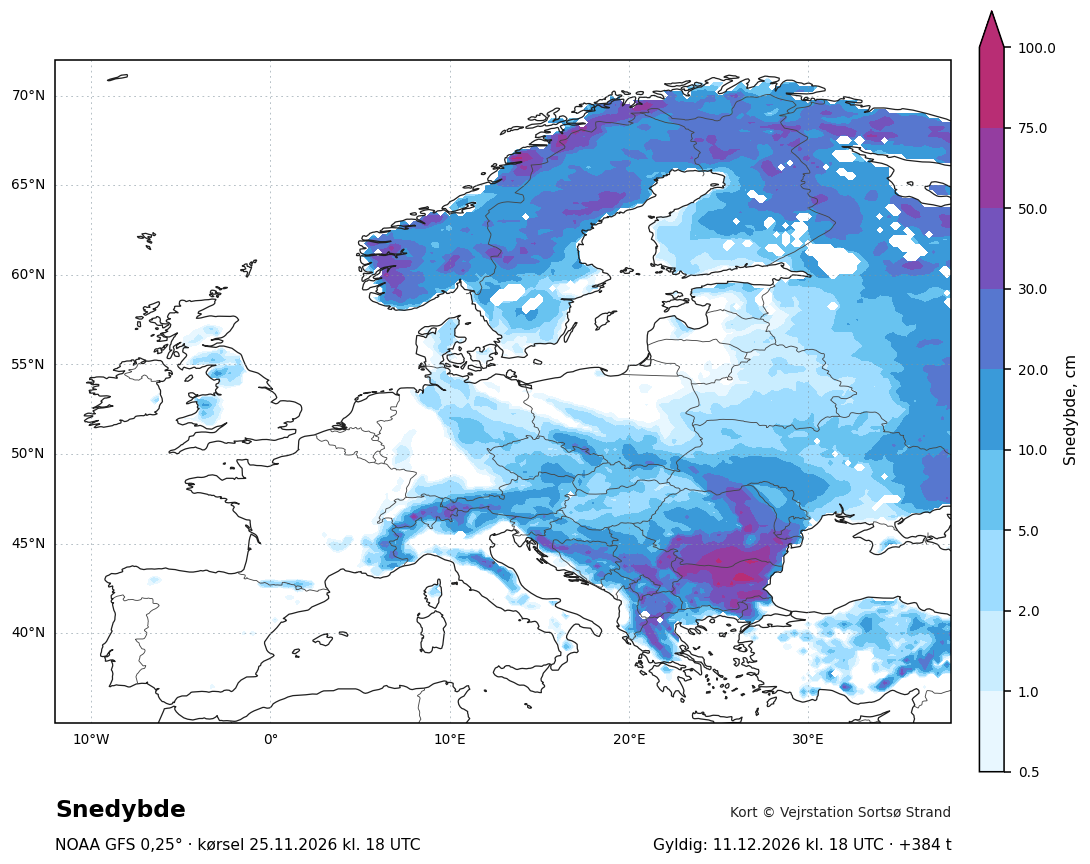 100.0
75.0
50.0
30.0
20.0
10.0
5.0
2.0
1.0
0.5
Snedybde, cm
70°N
65°N
60°N
55°N
50°N
45°N
40°N
10°W 0° 10°E 20°E 30°E
Snedybde
Kort © Vejrstation Sortsø Strand
NOAA GFS 0,25° · kørsel 25.11.2026 kl. 18 UTC
Gyldig: 11.12.2026 kl. 18 UTC · +384 t